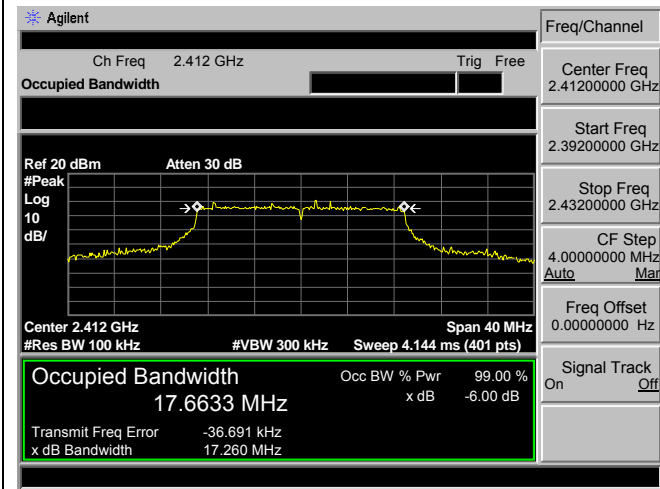 Agilent
Freq/Channel
Ch Freq 2.412 GHz Trig Free
Occupied Bandwidth
Center Freq
2.41200000 GHz
Start Freq
2.39200000 GHz
Stop Freq
2.43200000 GHz
CF Step
4.00000000 MHz
Auto Man
Freq Offset
0.00000000 Hz
Signal Track
On Off
Ref 20 dBm Atten 30 dB
#Peak
Log
10
dB/
Center 2.412 GHz Span 40 MHz
#Res BW 100 kHz #VBW 300 kHz Sweep 4.144 ms (401 pts)
Occupied Bandwidth Occ BW % Pwr 99.00 %
17.6633 MHz x dB -6.00 dB
Transmit Freq Error -36.691 kHz
x dB Bandwidth 17.260 MHz